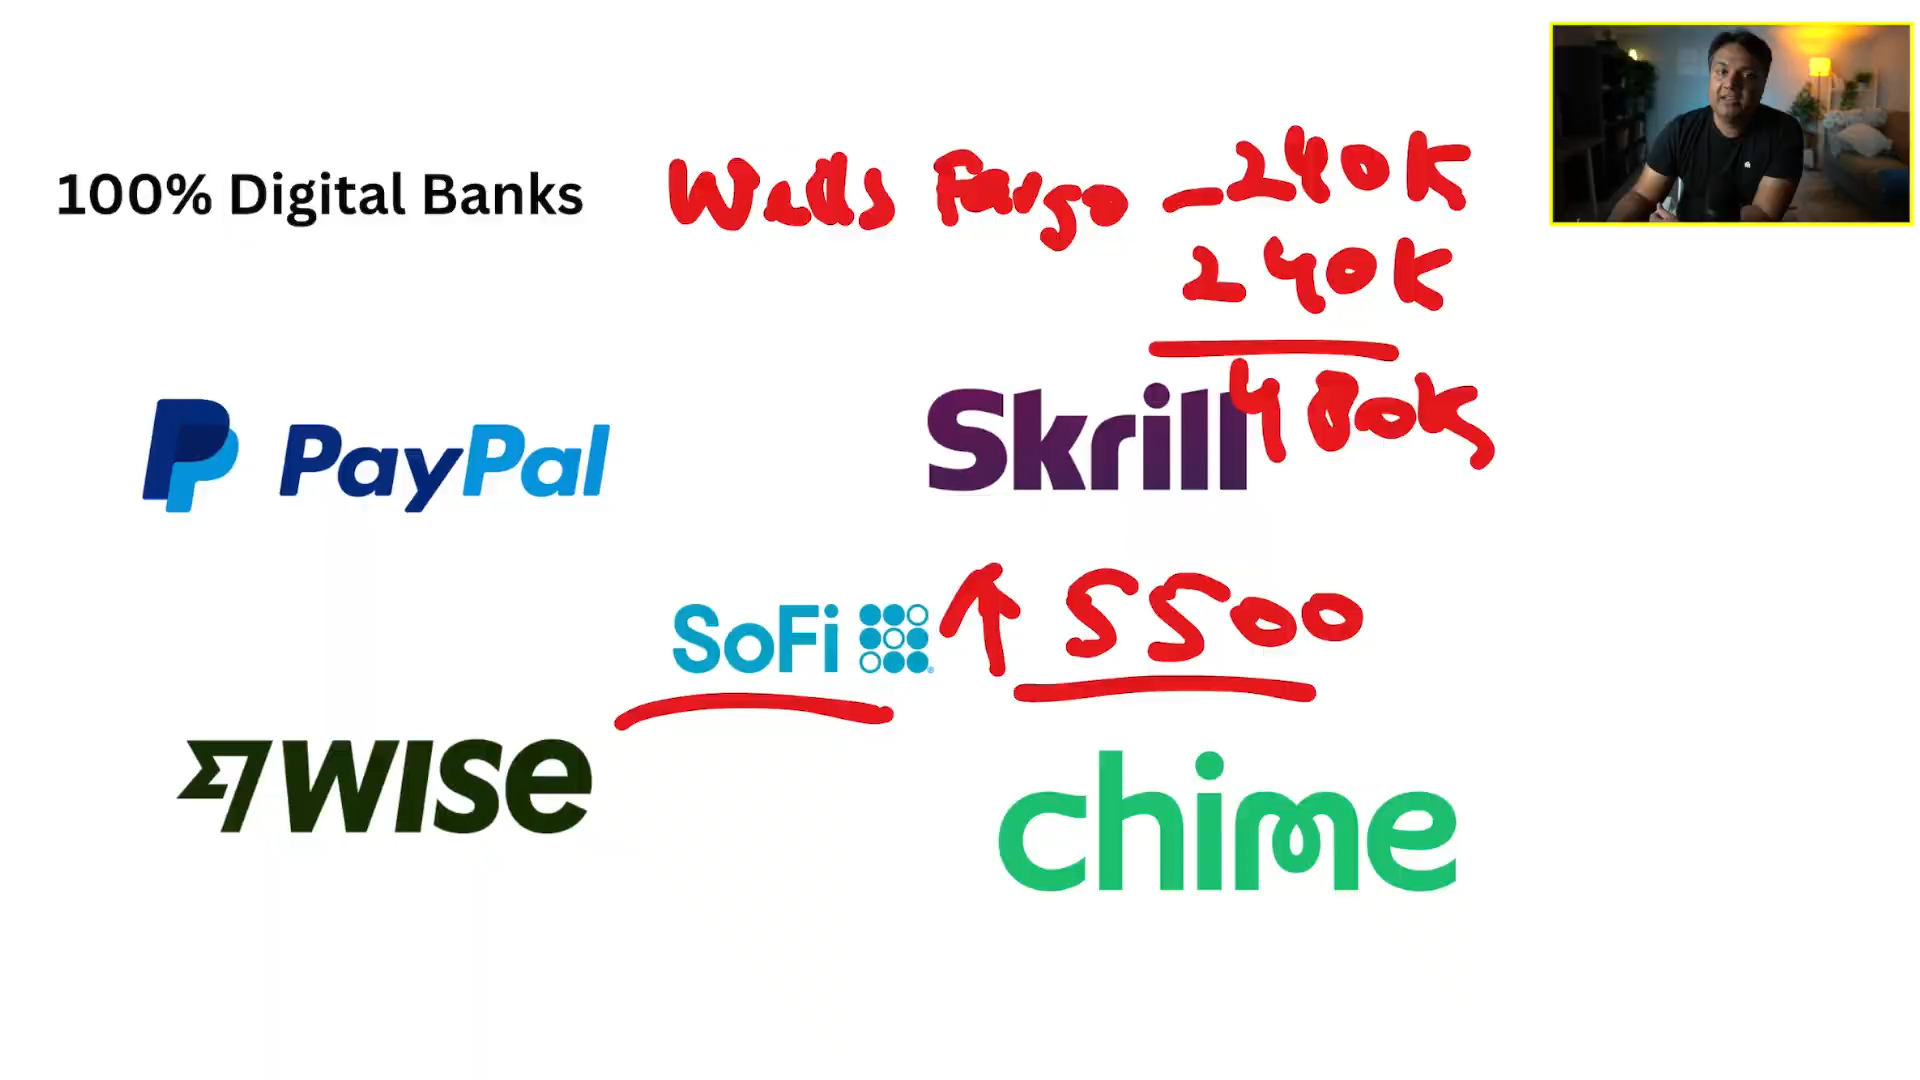 100% Digital Banks
Wells Fargo - 240K
240K
480K
PayPal
Skrill
SoFi ↑ 5500
wise
chime